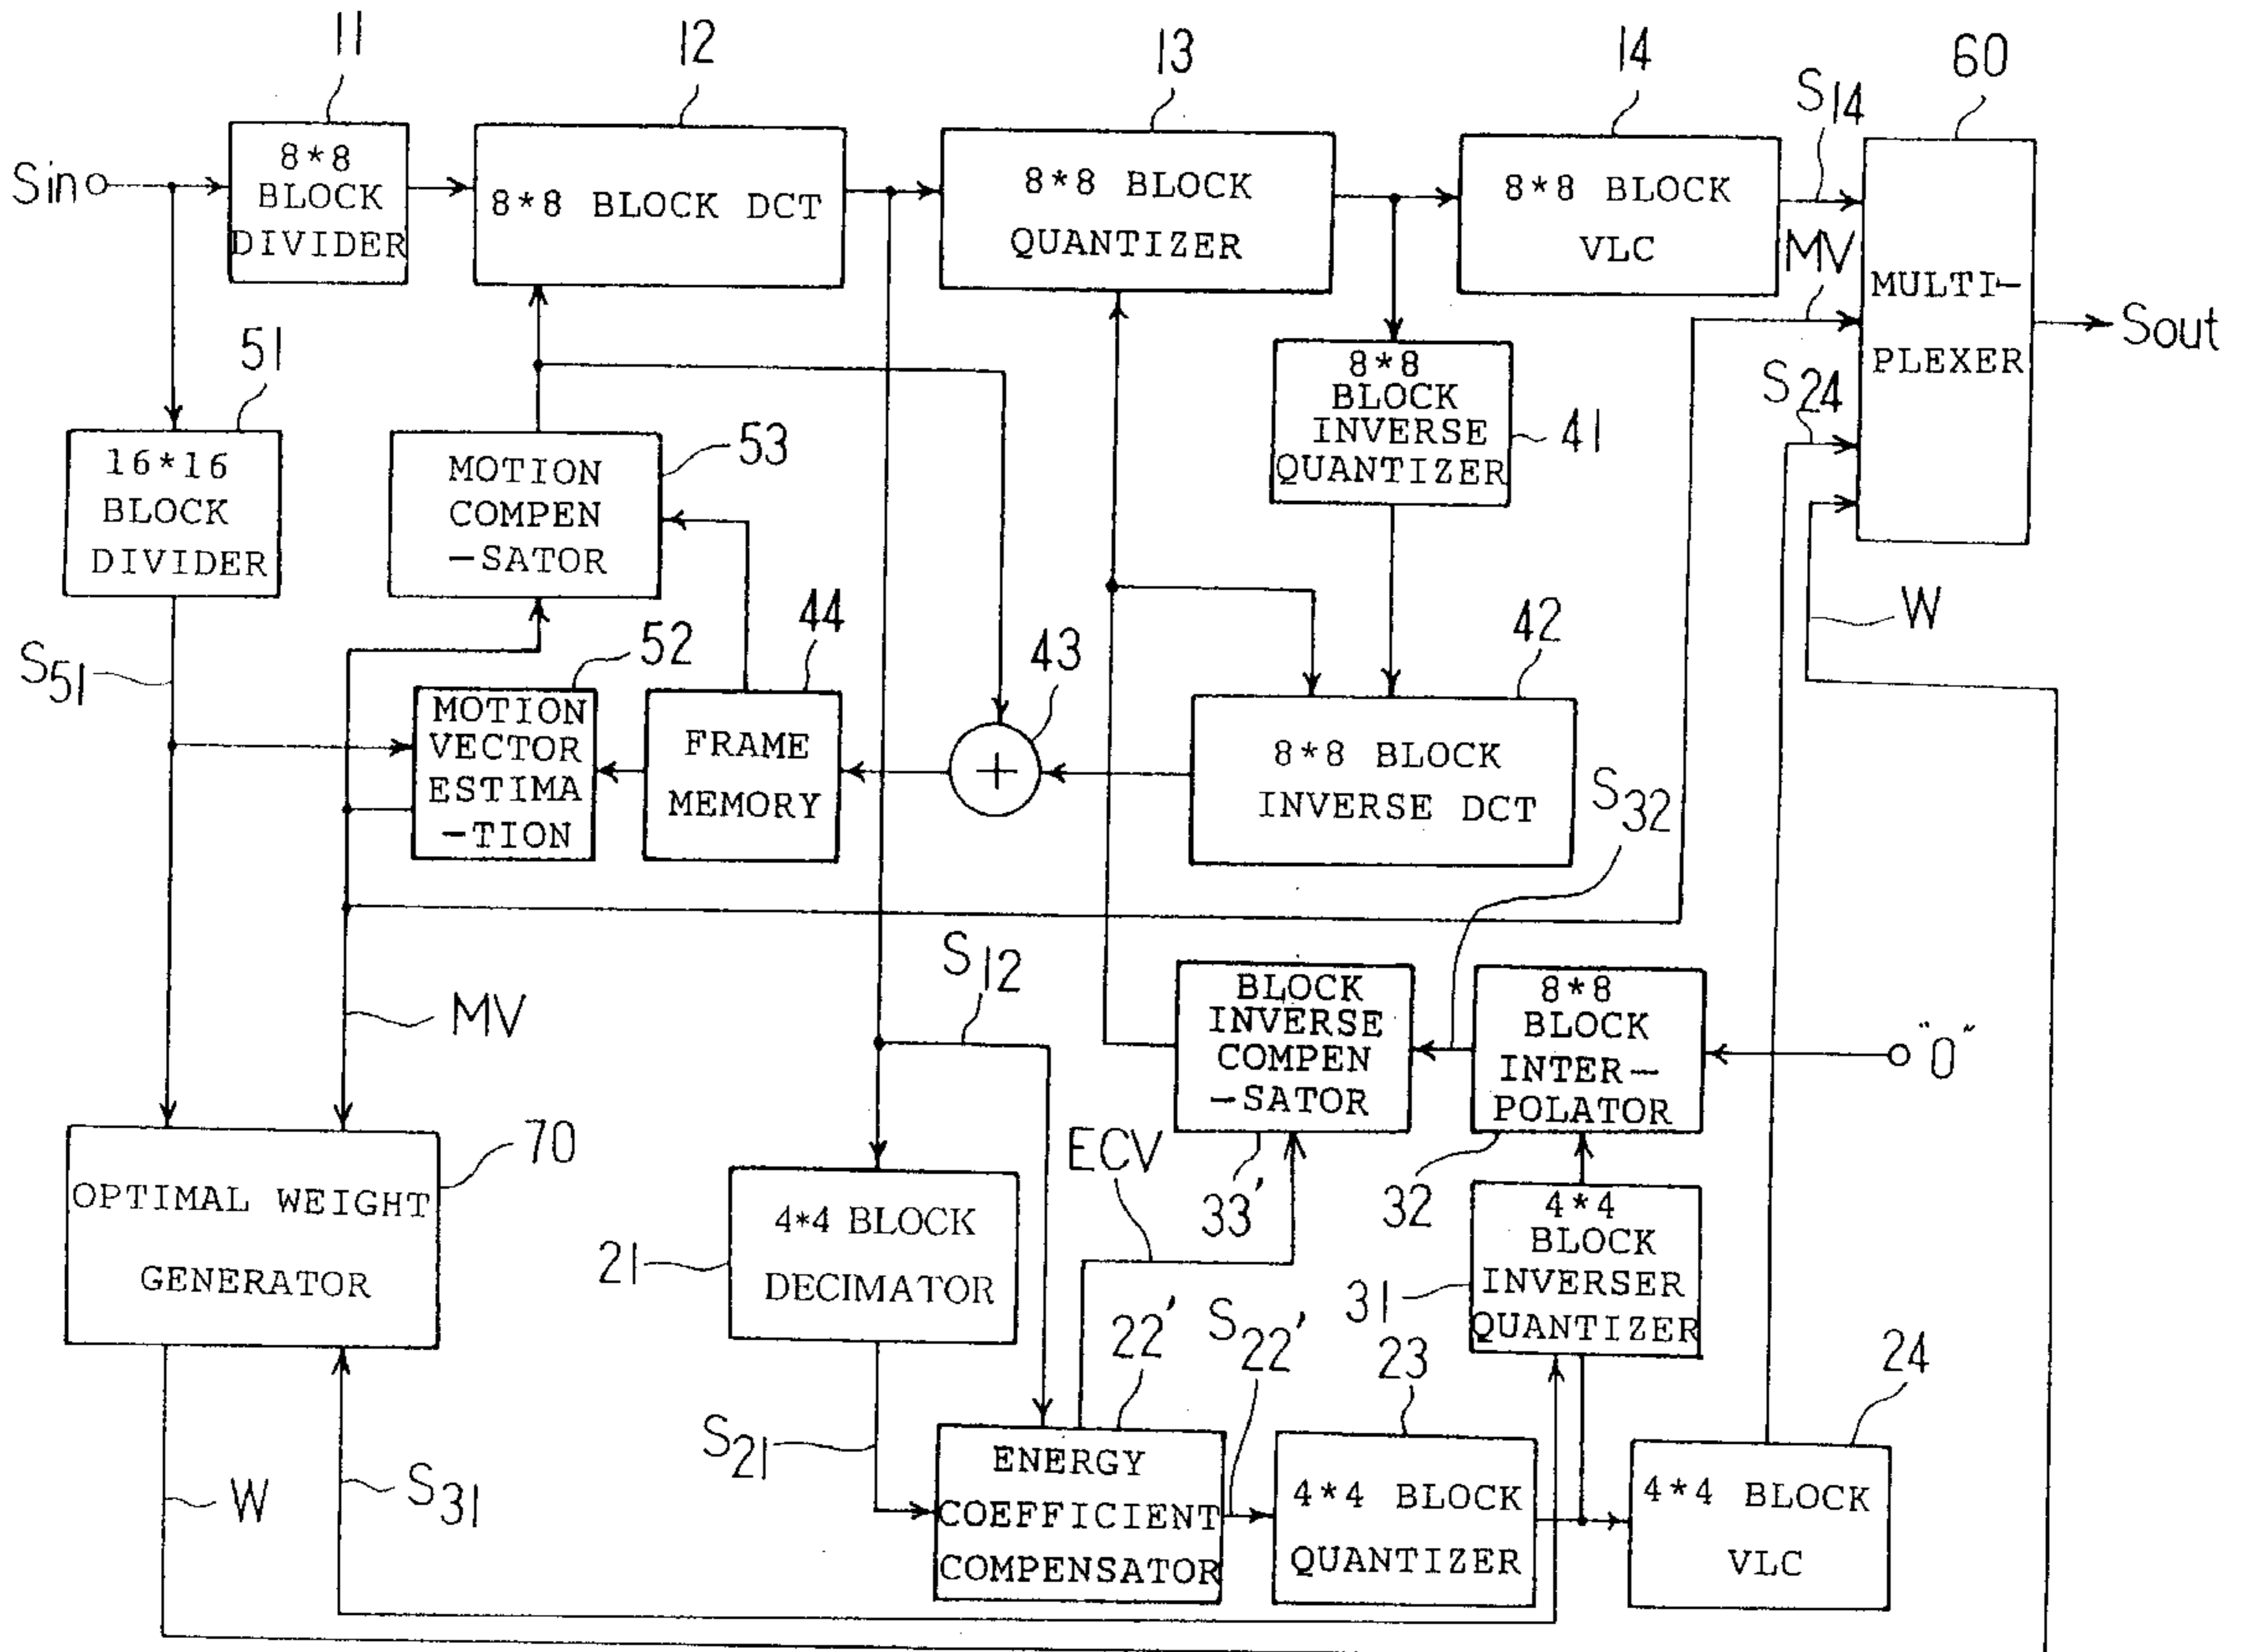 11
12
13
14
60
S14
Sin
8*8
BLOCK
DIVIDER
8*8 BLOCK DCT
8*8 BLOCK
QUANTIZER
8*8 BLOCK
VLC
MV
MULTI-
PLEXER
Sout
51
16*16
BLOCK
DIVIDER
53
MOTION
COMPEN
-SATOR
8*8
BLOCK
INVERSE
QUANTIZER
41
S24
W
S51
52
44
43
42
MOTION
VECTOR
ESTIMA
-TION
FRAME
MEMORY
+
8*8 BLOCK
INVERSE DCT
S32
S12
MV
BLOCK
INVERSE
COMPEN
-SATOR
8*8
BLOCK
INTER-
POLATOR
"0"
70
OPTIMAL WEIGHT
GENERATOR
ECV
33'
32
21
4*4 BLOCK
DECIMATOR
31
4*4
BLOCK
INVERSER
QUANTIZER
22'
S22'
23
24
S21
W
S31
ENERGY
COEFFICIENT
COMPENSATOR
4*4 BLOCK
QUANTIZER
4*4 BLOCK
VLC